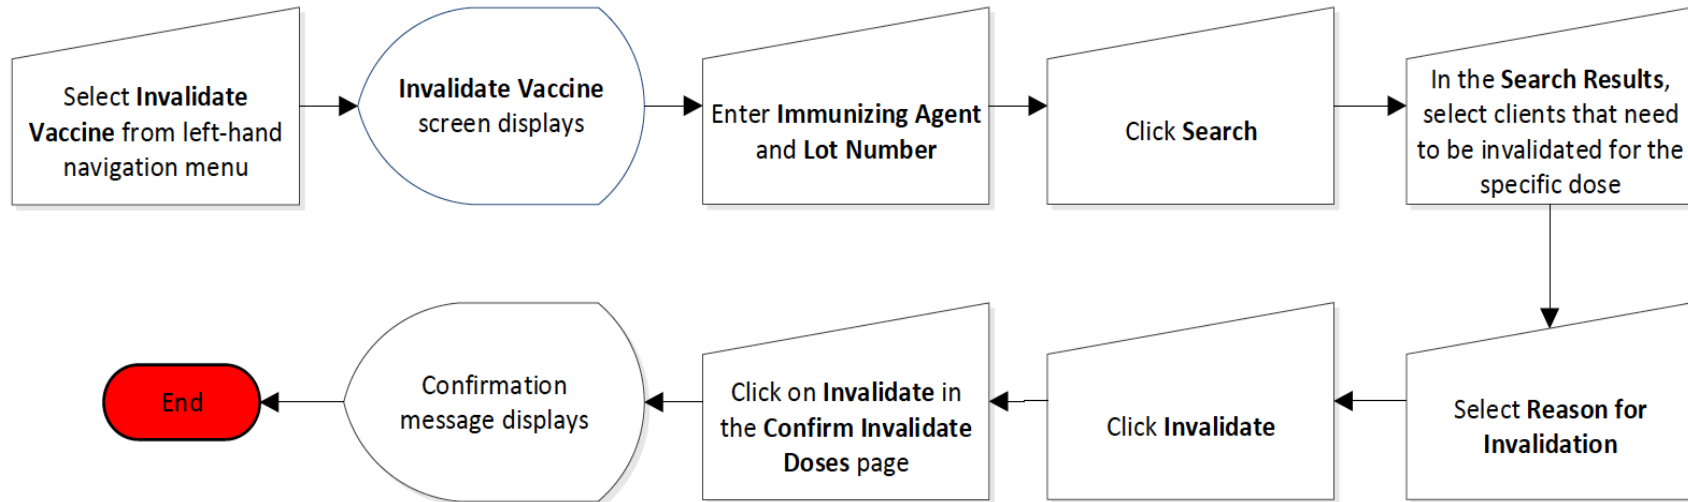 Select Invalidate
Vaccine from left-hand
navigation menu
Invalidate Vaccine
screen displays
Enter Immunizing Agent
and Lot Number
Click Search
In the Search Results,
select clients that need
to be invalidated for the
specific dose
Select Reason for
Invalidation
Click Invalidate
Click on Invalidate in
the Confirm Invalidate
Doses page
Confirmation
message displays
End